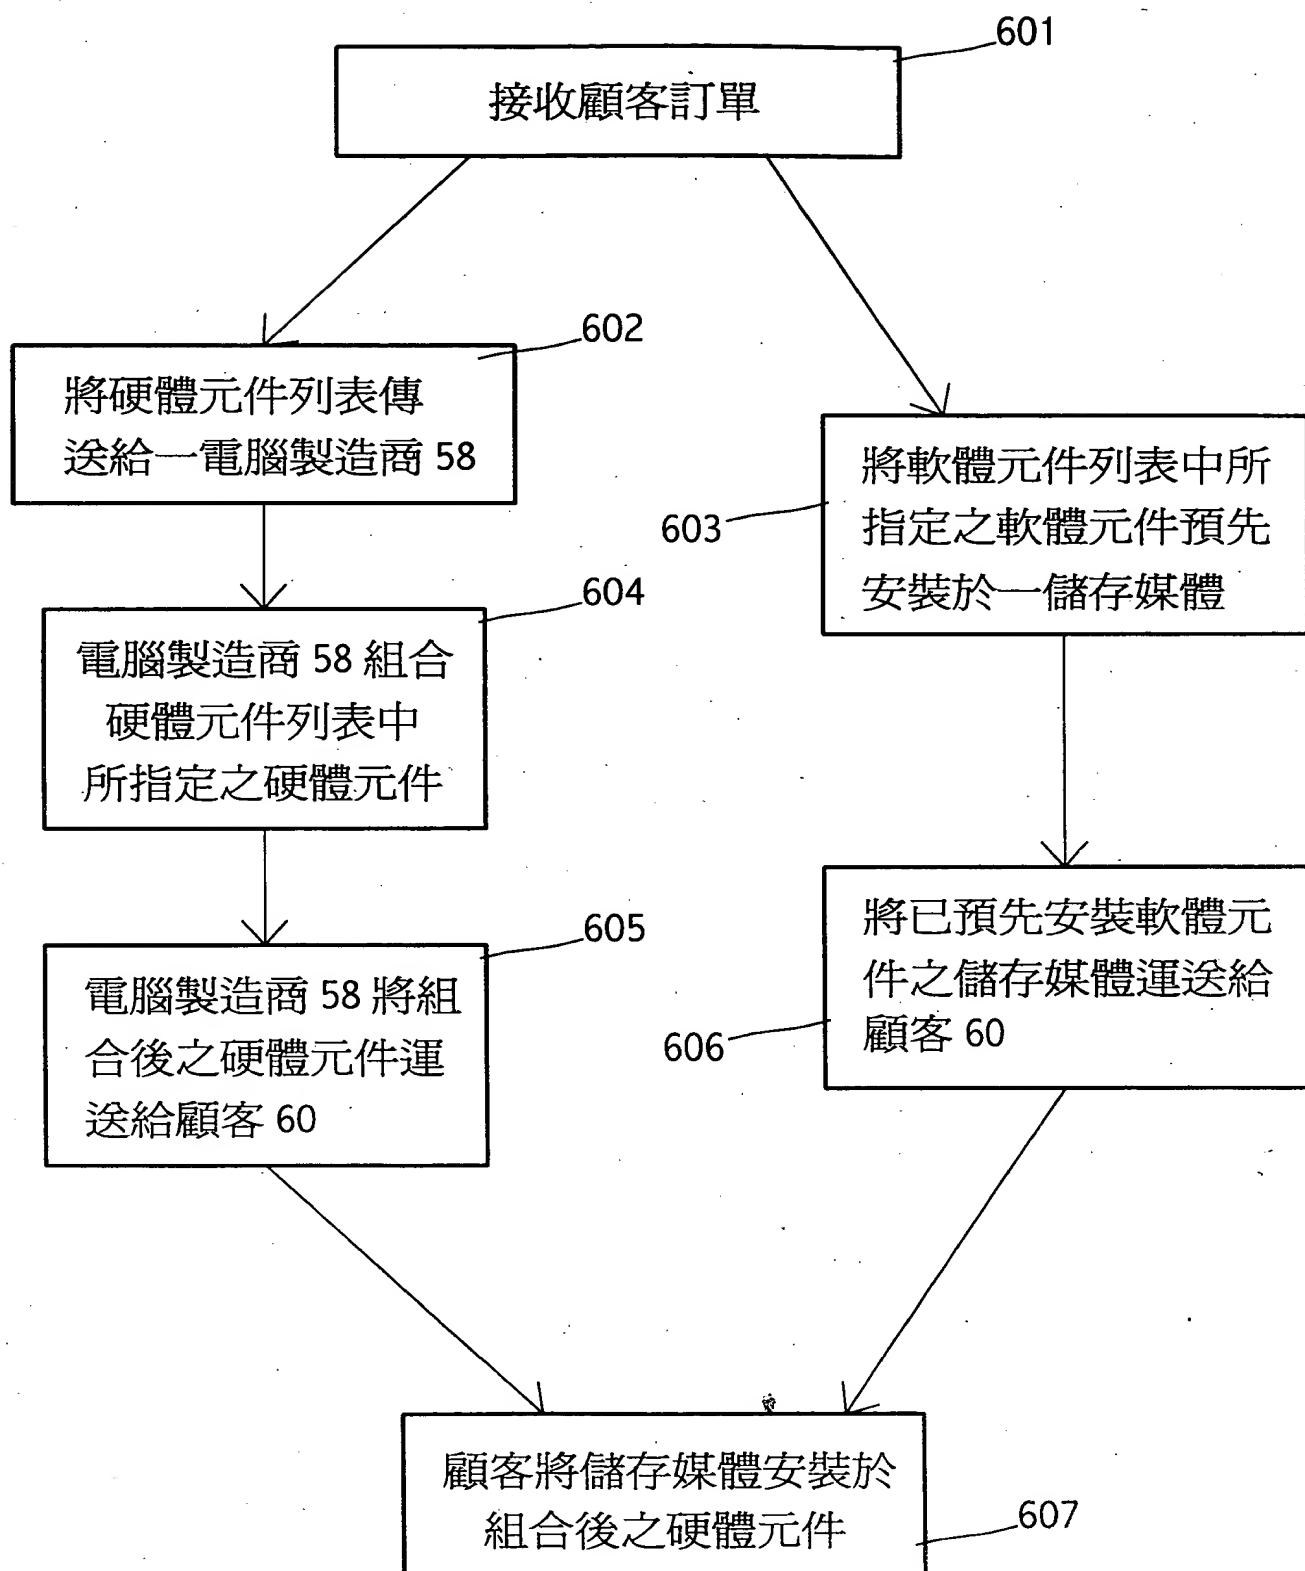 601
接收顧客訂單
602
將硬體元件列表傳
送給一電腦製造商 58
603
將軟體元件列表中所
指定之軟體元件預先
安裝於一儲存媒體
604
電腦製造商 58 組合
硬體元件列表中
所指定之硬體元件
605
電腦製造商 58 將組
合後之硬體元件運
送給顧客 60
606
將已預先安裝軟體元
件之儲存媒體運送給
顧客 60
顧客將儲存媒體安裝於
組合後之硬體元件
607